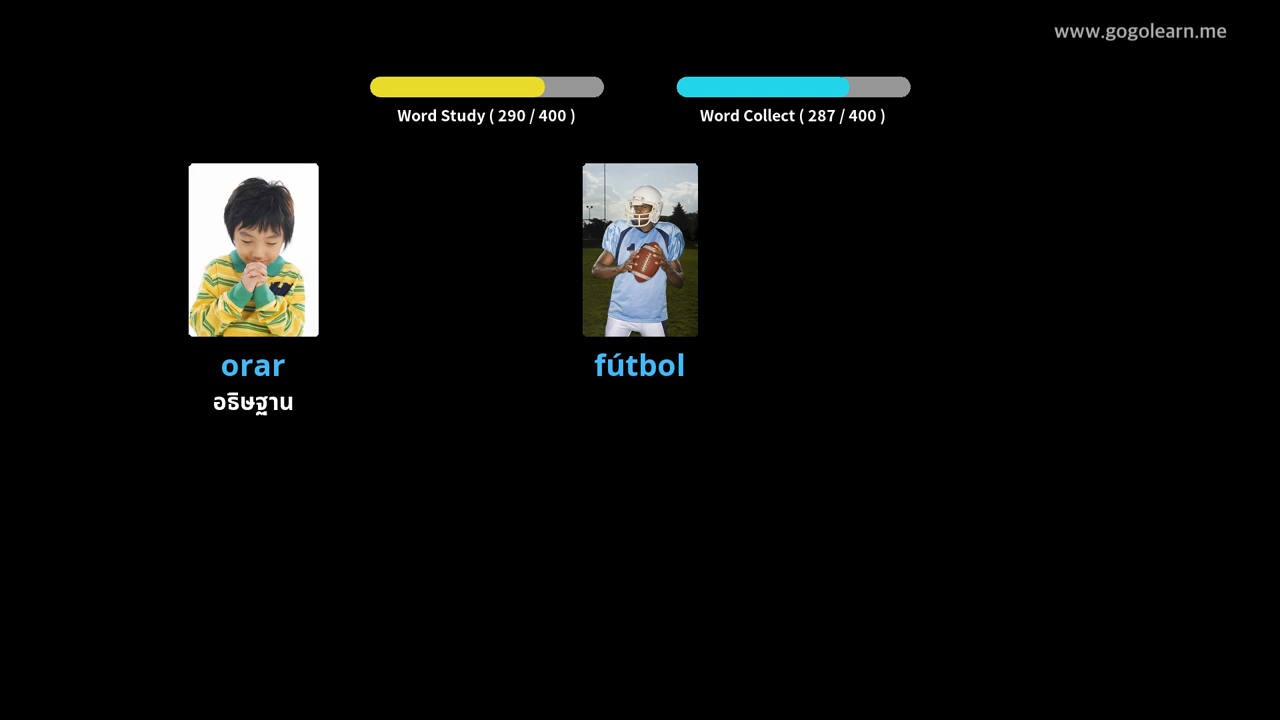 www.gogolearn.me
Word Study ( 290 / 400 )
Word Collect ( 287 / 400 )
orar
อธิษฐาน
fútbol